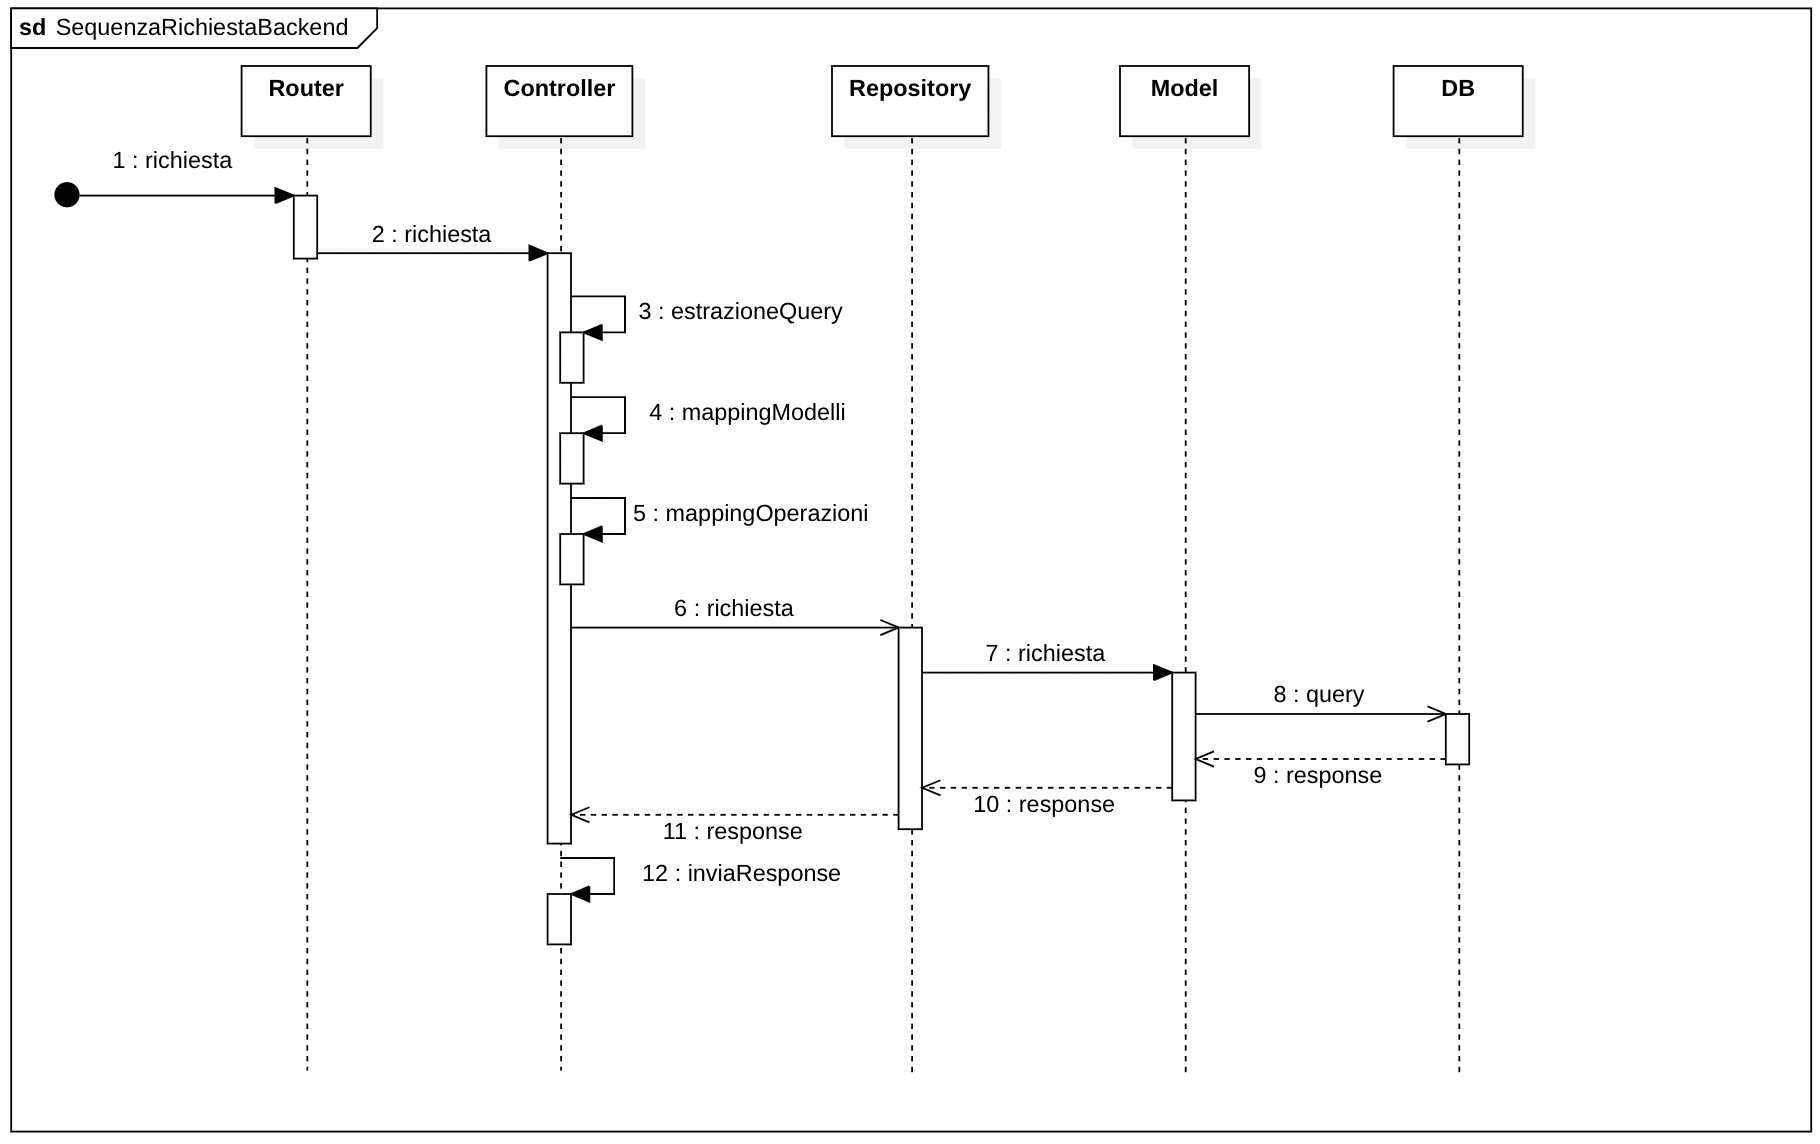 sd SequenzaRichiestaBackend
Router
Controller
Repository
Model
DB
1 : richiesta
2 : richiesta
3 : estrazioneQuery
4 : mappingModelli
5 : mappingOperazioni
6 : richiesta
7 : richiesta
8 : query
9 : response
10 : response
11 : response
12 : inviaResponse